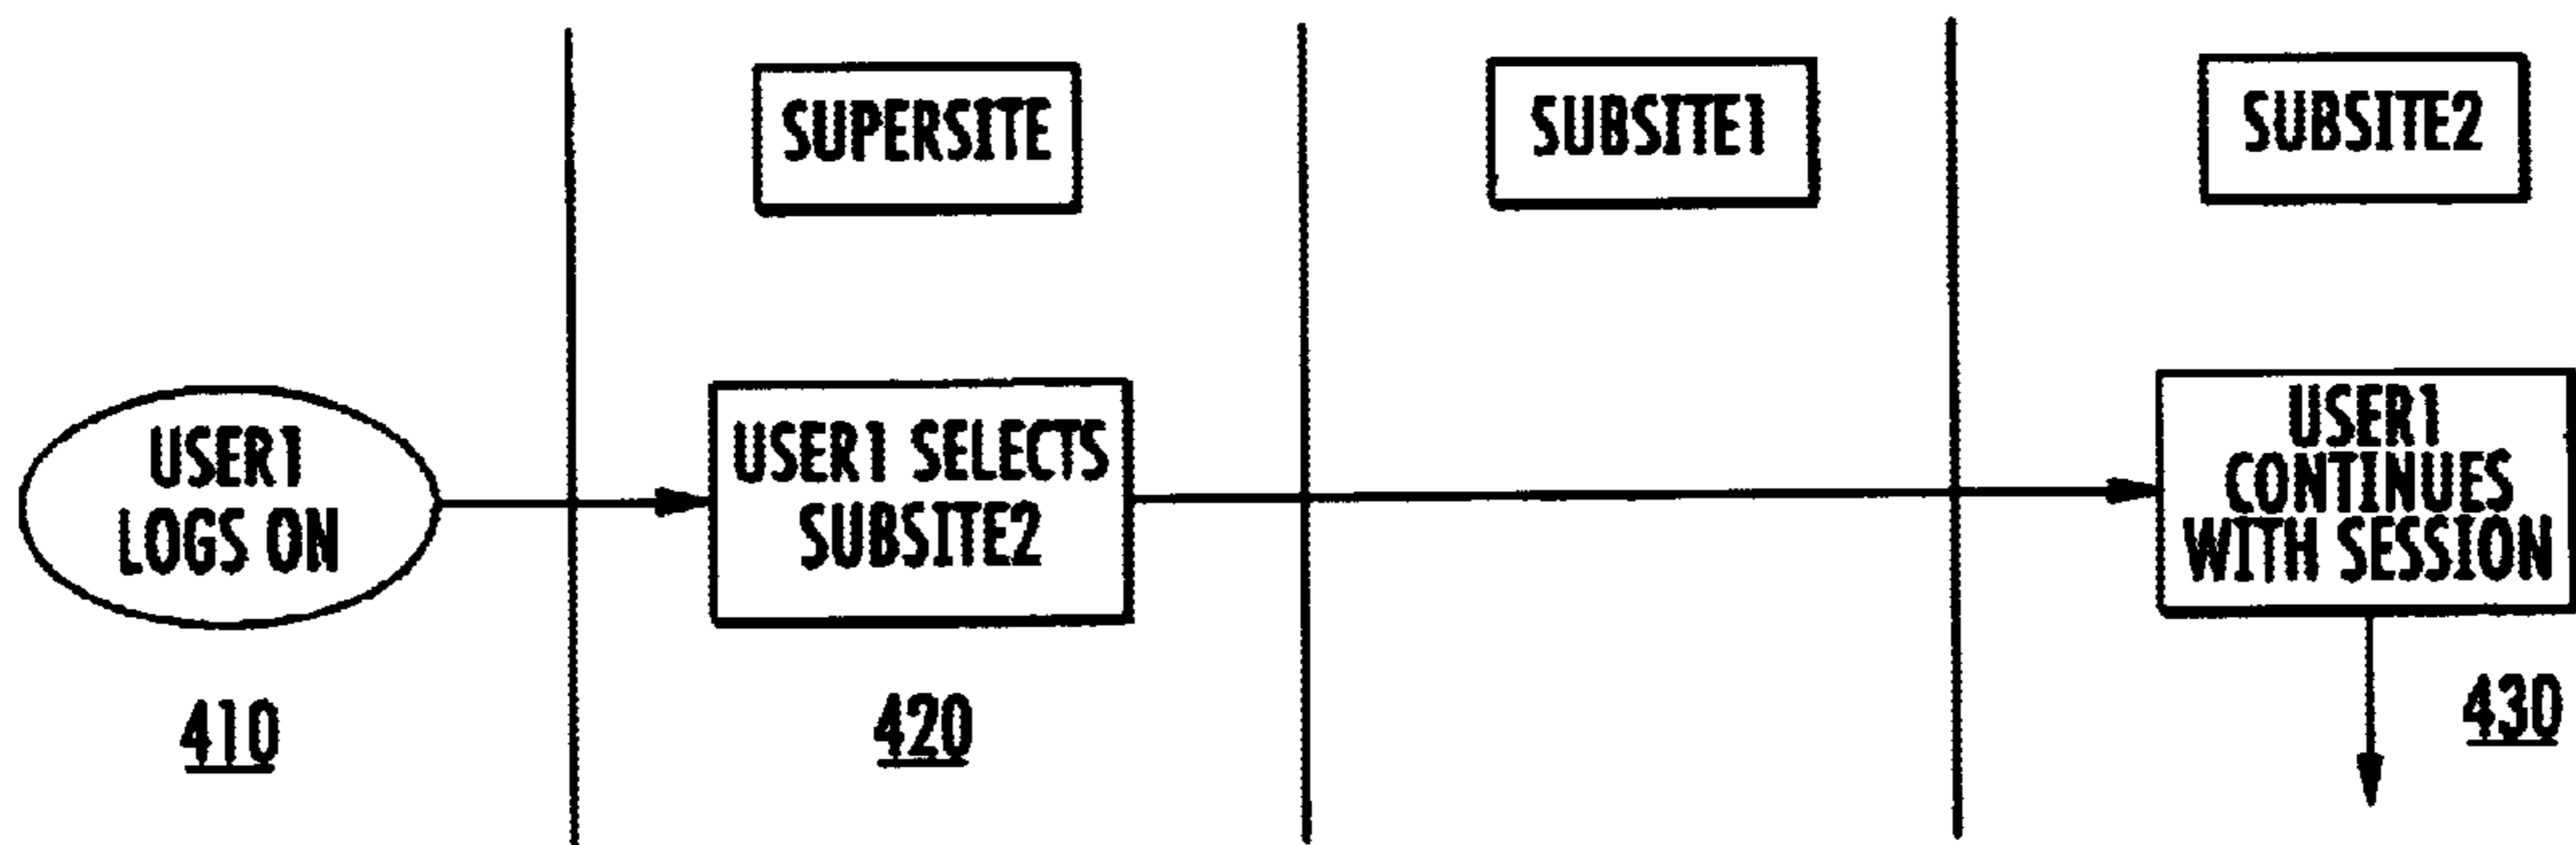 SUPERSITE
SUBSITE1
SUBSITE2
USER1
LOGS ON
USER1 SELECTS
SUBSITE2
USER1
CONTINUES
WITH SESSION
410
420
430